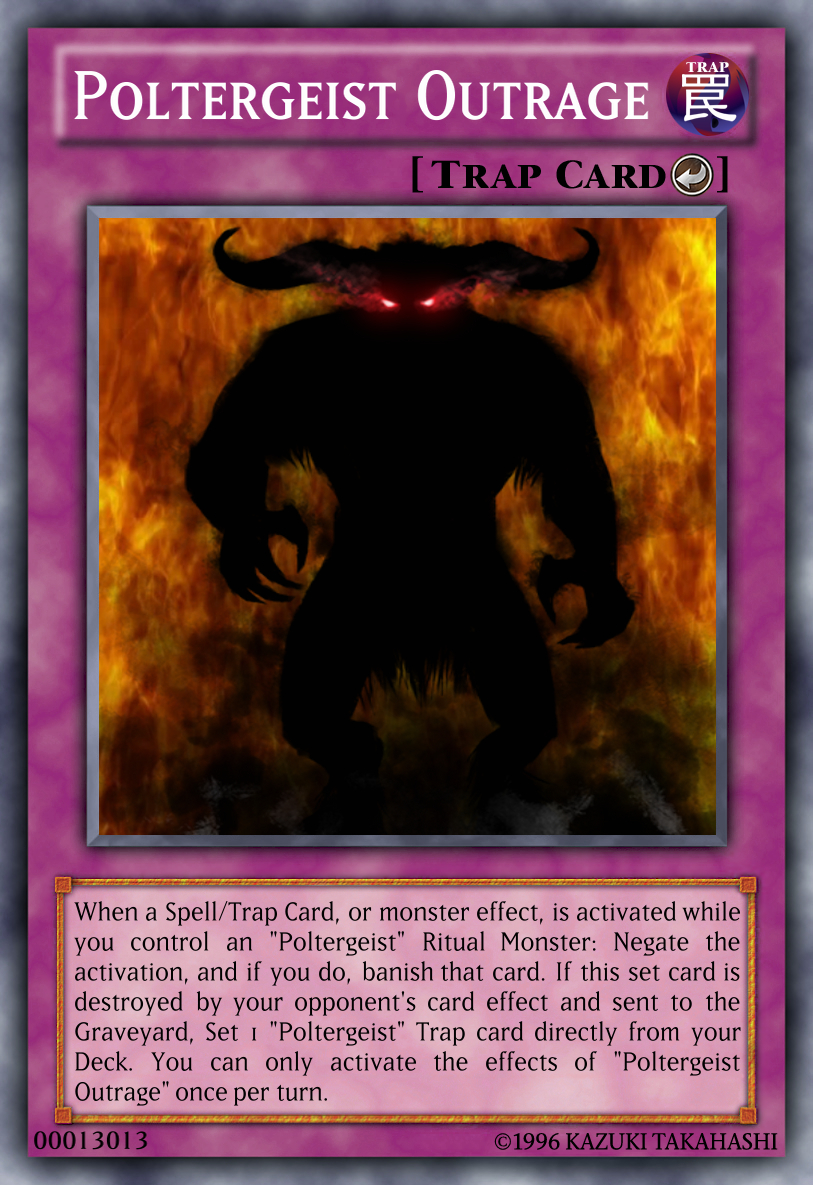 Poltergeist Outrage
TRAP
罠
[Trap Card]
When a Spell/Trap Card, or monster effect, is activated while
you control an "Poltergeist" Ritual Monster: Negate the
activation, and if you do, banish that card. If this set card is
destroyed by your opponent's card effect and sent to the
Graveyard, Set 1 "Poltergeist" Trap card directly from your
Deck. You can only activate the effects of "Poltergeist
Outrage" once per turn.
00013013
©1996 KAZUKI TAKAHASHI